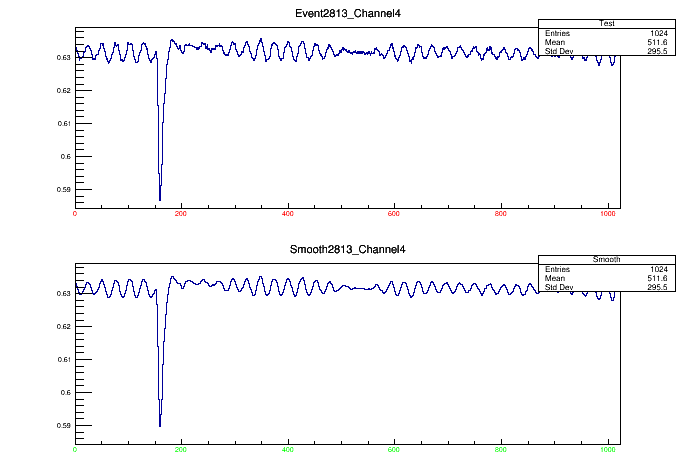 Event2813_Channel4
Test
Entries 1024
Mean 511.6
Std Dev 295.5
0.63
0.62
0.61
0.6
0.59
0 200 400 600 800 1000
Smooth2813_Channel4
Smooth
Entries 1024
Mean 511.6
Std Dev 295.5
0.63
0.62
0.61
0.6
0.59
0 200 400 600 800 1000